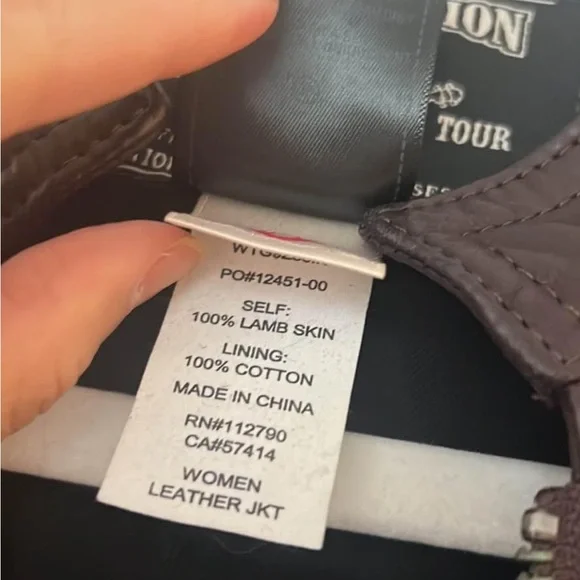 ION
TOUR
PO#12451-00
SELF:
100% LAMB SKIN
LINING:
100% COTTON
MADE IN CHINA
RN#112790
CA#57414
WOMEN
LEATHER JKT